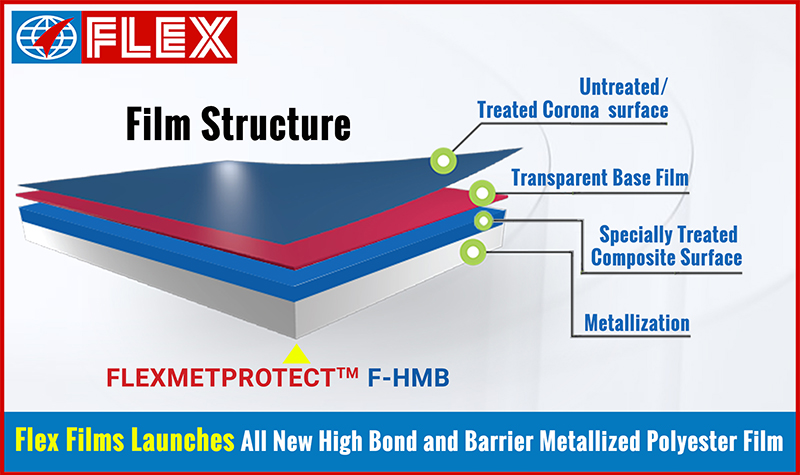 FLEX
Film Structure
Untreated/
Treated Corona surface
Transparent Base Film
Specially Treated
Composite Surface
Metallization
FLEXMETPROTECT™ F-HMB
Flex Films Launches All New High Bond and Barrier Metallized Polyester Film